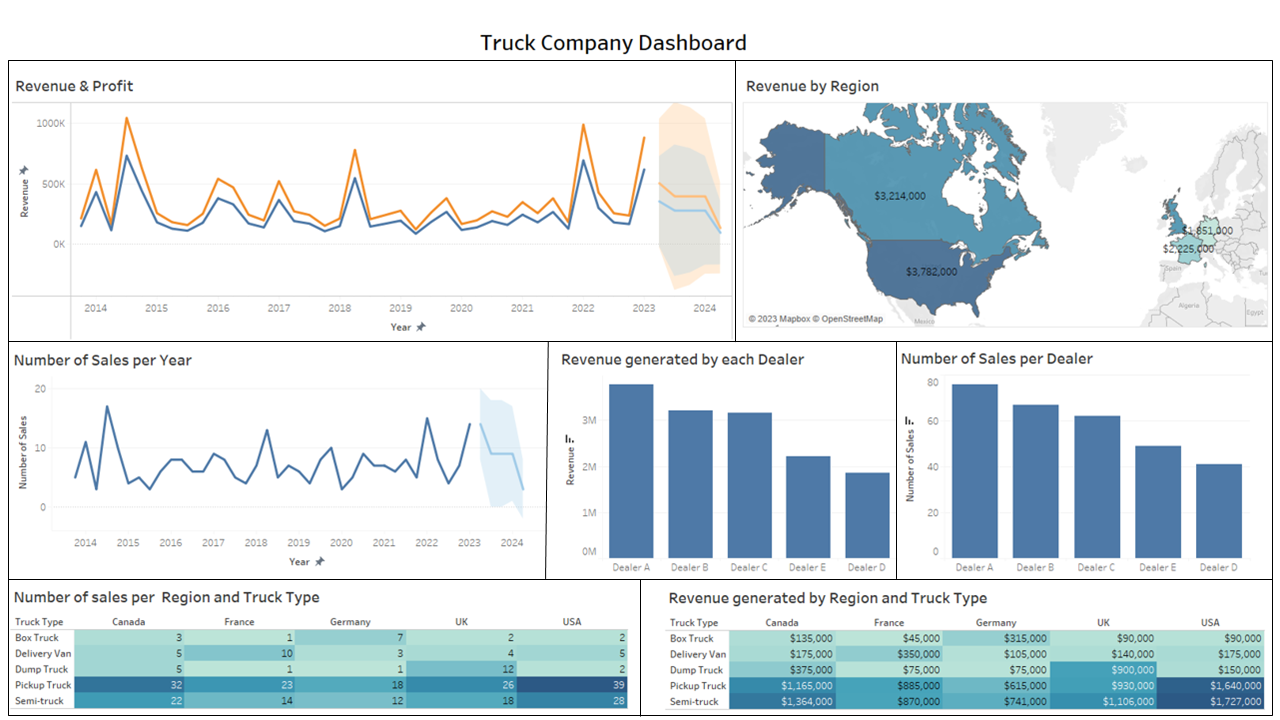 Truck Company Dashboard
Revenue & Profit
1000K
500K
0K
Revenue
2014 2015 2016 2017 2018 2019 2020 2021 2022 2023 2024
Year
Revenue by Region
$3,214,000
$3,782,000
$1,851,000
$2,225,000
Spain
Algeria
Egypt
Mexico
© 2023 Mapbox © OpenStreetMap
Number of Sales per Year
20
10
0
Number of Sales
2014 2015 2016 2017 2018 2019 2020 2021 2022 2023 2024
Year
Revenue generated by each Dealer
3M
2M
1M
0M
Revenue
Dealer A Dealer B Dealer C Dealer E Dealer D
Number of Sales per Dealer
80
60
40
20
0
Number of Sales
Dealer A Dealer B Dealer C Dealer E Dealer D
Number of sales per Region and Truck Type
Truck Type Canada France Germany UK USA
Box Truck 3 1 7 2 2
Delivery Van 5 10 3 4 5
Dump Truck 5 1 1 12 2
Pickup Truck 32 23 18 26 39
Semi-truck 22 14 12 18 28
Revenue generated by Region and Truck Type
Truck Type Canada France Germany UK USA
Box Truck $135,000 $45,000 $315,000 $90,000 $90,000
Delivery Van $175,000 $350,000 $105,000 $140,000 $175,000
Dump Truck $375,000 $75,000 $75,000 $900,000 $150,000
Pickup Truck $1,165,000 $885,000 $615,000 $930,000 $1,640,000
Semi-truck $1,364,000 $870,000 $741,000 $1,106,000 $1,727,000